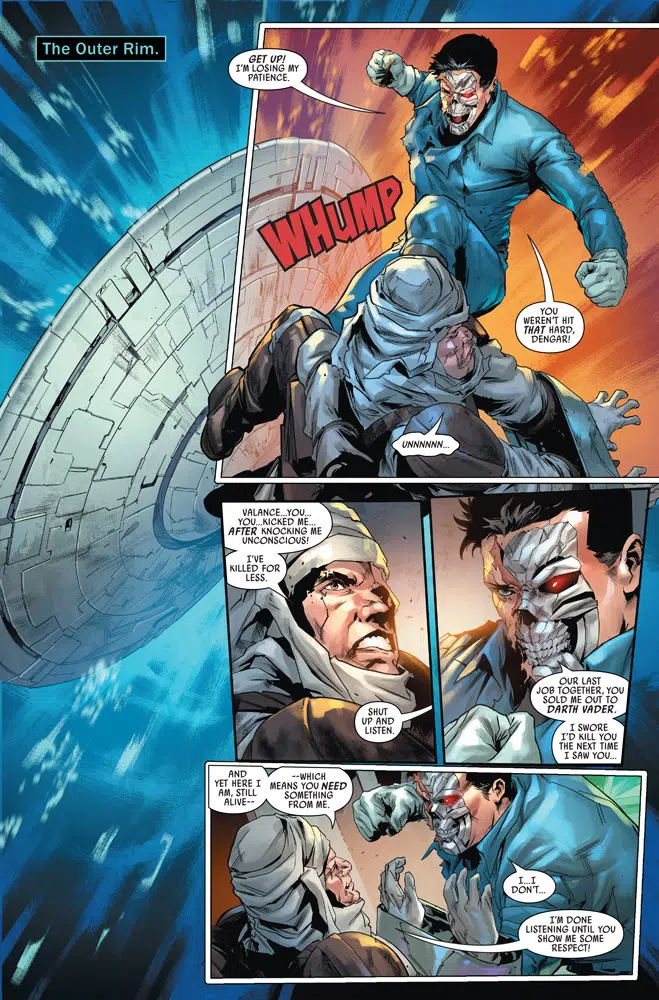 The Outer Rim.
GET UP!
I'M LOSING MY
PATIENCE.
WHUMP
YOU
WEREN'T HIT
THAT HARD,
DENGAR!
UNNNNNN...
VALANCE...YOU...
YOU...KICKED ME...
AFTER KNOCKING ME
UNCONSCIOUS!
I'VE
KILLED FOR
LESS.
SHUT
UP AND
LISTEN.
OUR LAST
JOB TOGETHER, YOU
SOLD ME OUT TO
DARTH VADER.
I SWORE
I'D KILL YOU
THE NEXT TIME
I SAW YOU...
AND
YET HERE I
AM, STILL
ALIVE--
--WHICH
MEANS YOU NEED
SOMETHING
FROM ME.
I...I
DON'T...
I'M DONE
LISTENING UNTIL YOU
SHOW ME SOME
RESPECT!